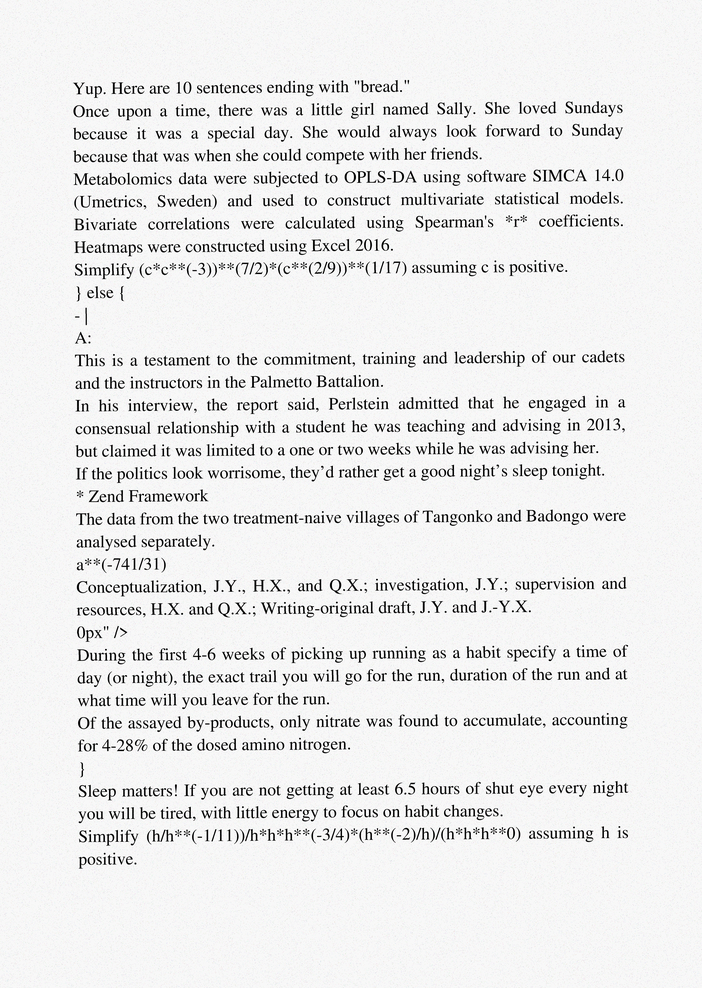 Yup. Here are 10 sentences ending with "bread."
Once upon a time, there was a little girl named Sally. She loved Sundays
because it was a special day. She would always look forward to Sunday
because that was when she could compete with her friends.
Metabolomics data were subjected to OPLS-DA using software SIMCA 14.0
(Umetrics, Sweden) and used to construct multivariate statistical models.
Bivariate correlations were calculated using Spearman's *r* coefficients.
Heatmaps were constructed using Excel 2016.
Simplify (c*c**(-3))**(7/2)*(c**(2/9))**(1/17) assuming c is positive.
} else {
- |
A:
This is a testament to the commitment, training and leadership of our cadets
and the instructors in the Palmetto Battalion.
In his interview, the report said, Perlstein admitted that he engaged in a
consensual relationship with a student he was teaching and advising in 2013,
but claimed it was limited to a one or two weeks while he was advising her.
If the politics look worrisome, they’d rather get a good night’s sleep tonight.
* Zend Framework
The data from the two treatment-naive villages of Tangonko and Badongo were
analysed separately.
a**(-741/31)
Conceptualization, J.Y., H.X., and Q.X.; investigation, J.Y.; supervision and
resources, H.X. and Q.X.; Writing-original draft, J.Y. and J.-Y.X.
0px" />
During the first 4-6 weeks of picking up running as a habit specify a time of
day (or night), the exact trail you will go for the run, duration of the run and at
what time will you leave for the run.
Of the assayed by-products, only nitrate was found to accumulate, accounting
for 4-28% of the dosed amino nitrogen.
}
Sleep matters! If you are not getting at least 6.5 hours of shut eye every night
you will be tired, with little energy to focus on habit changes.
Simplify (h/h**(-1/11))/h*h*h**(-3/4)*(h**(-2)/h)/(h*h*h**0) assuming h is
positive.